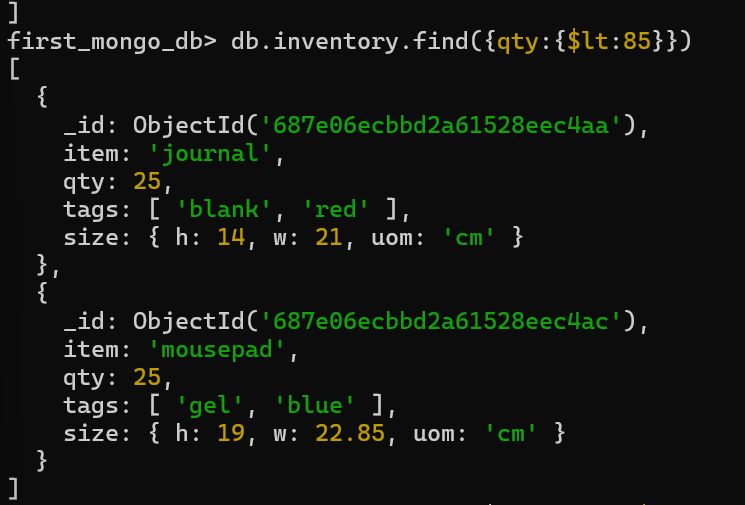 ]
first_mongo_db> db.inventory.find({qty:{$lt:85}})
[
  {
    _id: ObjectId('687e06ecbbd2a61528eec4aa'),
    item: 'journal',
    qty: 25,
    tags: [ 'blank', 'red' ],
    size: { h: 14, w: 21, uom: 'cm' }
  },
  {
    _id: ObjectId('687e06ecbbd2a61528eec4ac'),
    item: 'mousepad',
    qty: 25,
    tags: [ 'gel', 'blue' ],
    size: { h: 19, w: 22.85, uom: 'cm' }
  }
]